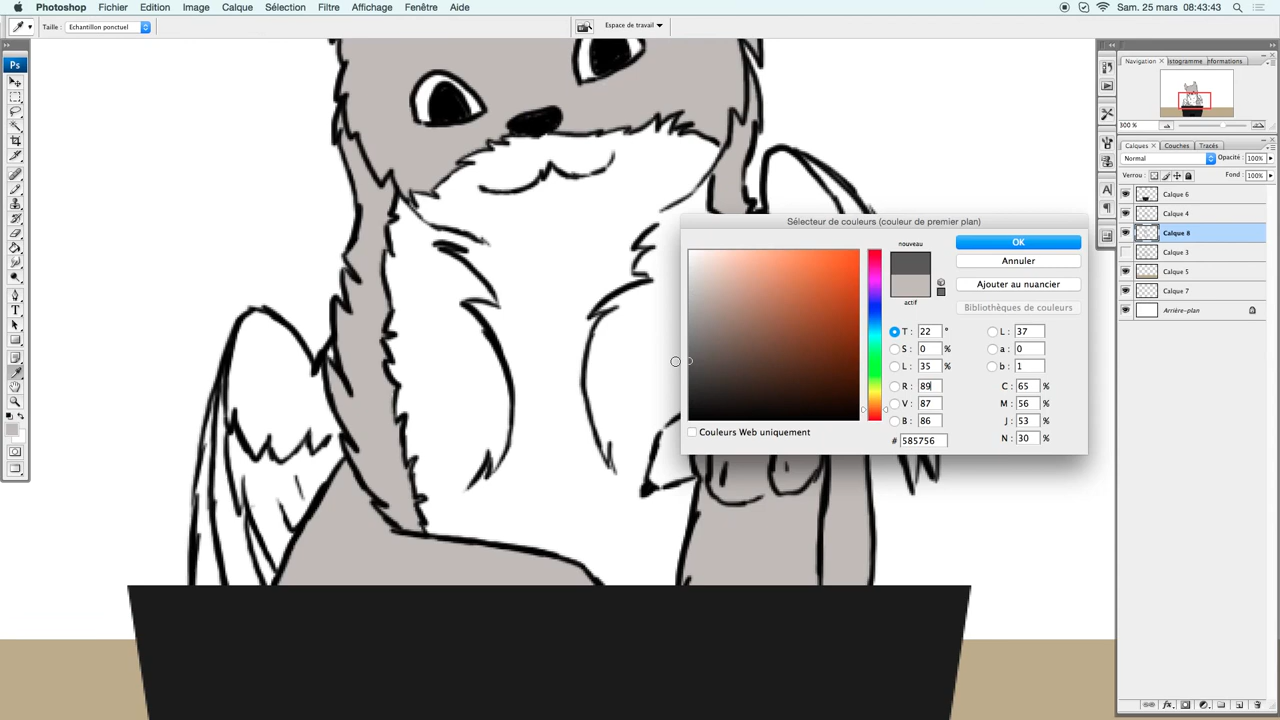 Photoshop Fichier Edition Image Calque Sélection Filtre Affichage Fenêtre Aide Sam. 25 mars 08:43:43
Taille : Echantillon ponctuel Espace de travail
Ps
Navigation Histogramme Informations
300 %
Calques Couches Tracés
Normal Opacité : 100%
Verrou : Fond : 100%
Calque 6
Calque 4
Calque 8
Calque 3
Calque 5
Calque 7
Arrière-plan
Sélecteur de couleurs (couleur de premier plan)
nouveau
actif
OK
Annuler
Ajouter au nuancier
Bibliothèques de couleurs
T : 22 ° L : 37
S : 0 % a : 0
L : 35 % b : 1
R : 89 C : 65 %
V : 87 M : 56 %
B : 86 J : 53 %
# 585756 N : 30 %
Couleurs Web uniquement